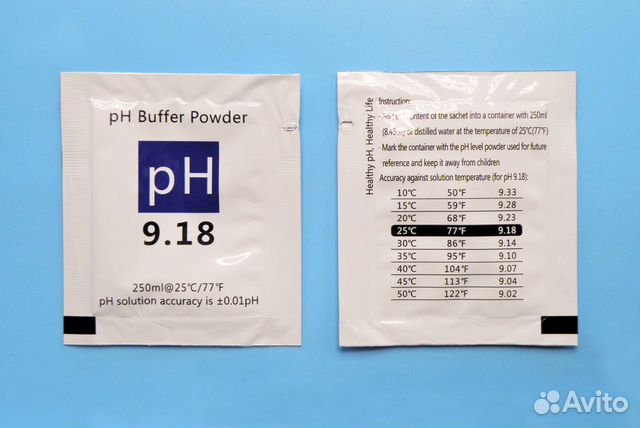 pH Buffer Powder
pH
9.18
250ml@25℃/77℉
pH solution accuracy is ±0.01pH
Healthy pH, Healthy Life
Instruction:
of the sachet into a container with 250ml
of distilled water at the temperature of 25℃(77℉)
· Mark the container with the pH level powder used for future
reference and keep it away from children
Accuracy against solution temperature (for pH 9.18):
10℃ 50℉ 9.33
15℃ 59℉ 9.28
20℃ 68℉ 9.23
25℃ 77℉ 9.18
30℃ 86℉ 9.14
35℃ 95℉ 9.10
40℃ 104℉ 9.07
45℃ 113℉ 9.04
50℃ 122℉ 9.02
Avito